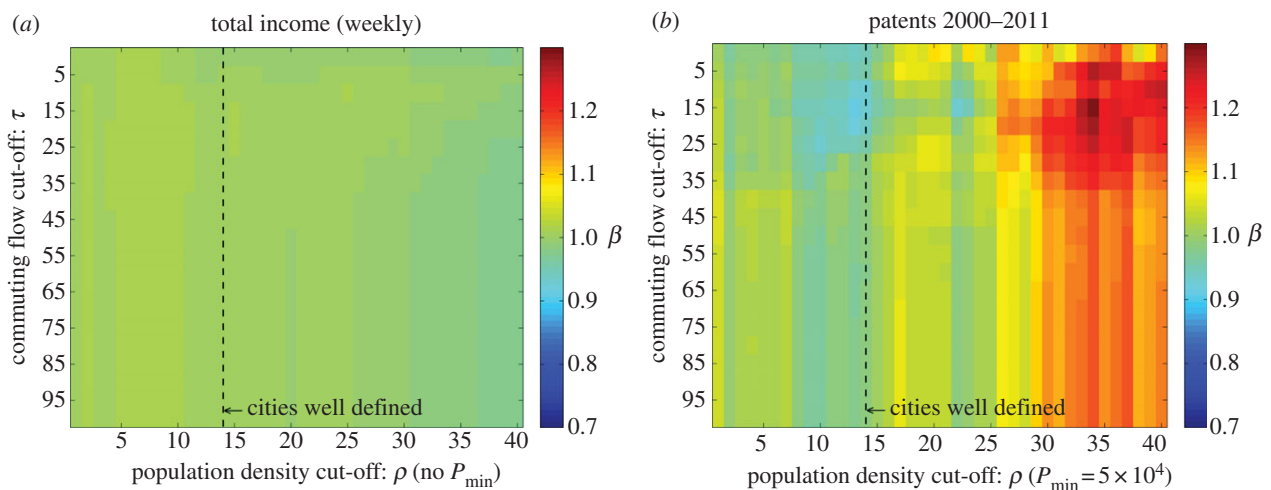 (a) total income (weekly)
5
15
25
35
45
55
65
75
85
95
commuting flow cut-off: τ
5 10 15 20 25 30 35 40
population density cut-off: ρ (no Pmin)
← cities well defined
1.2
1.1
1.0
0.9
0.8
0.7
β
(b) patents 2000–2011
5
15
25
35
45
55
65
75
85
95
commuting flow cut-off: τ
5 10 15 20 25 30 35 40
population density cut-off: ρ (Pmin = 5 × 10⁴)
← cities well defined
1.2
1.1
1.0
0.9
0.8
0.7
β